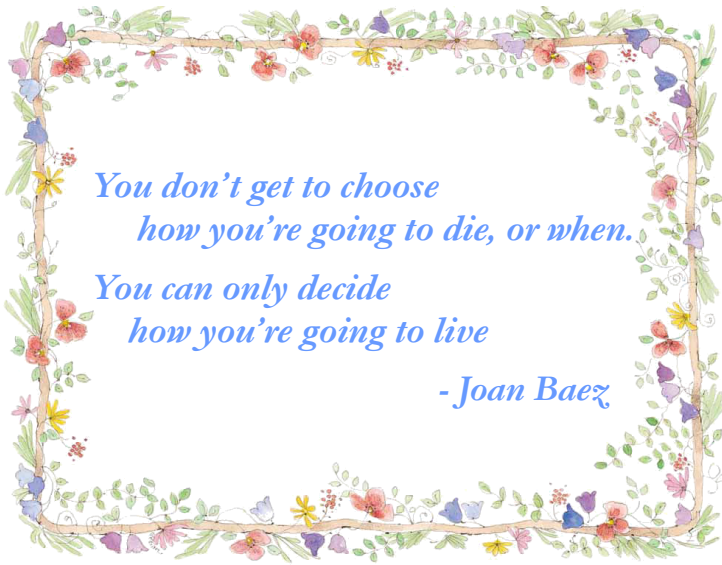 You don’t get to choose
how you’re going to die, or when.
You can only decide
how you’re going to live
- Joan Baez